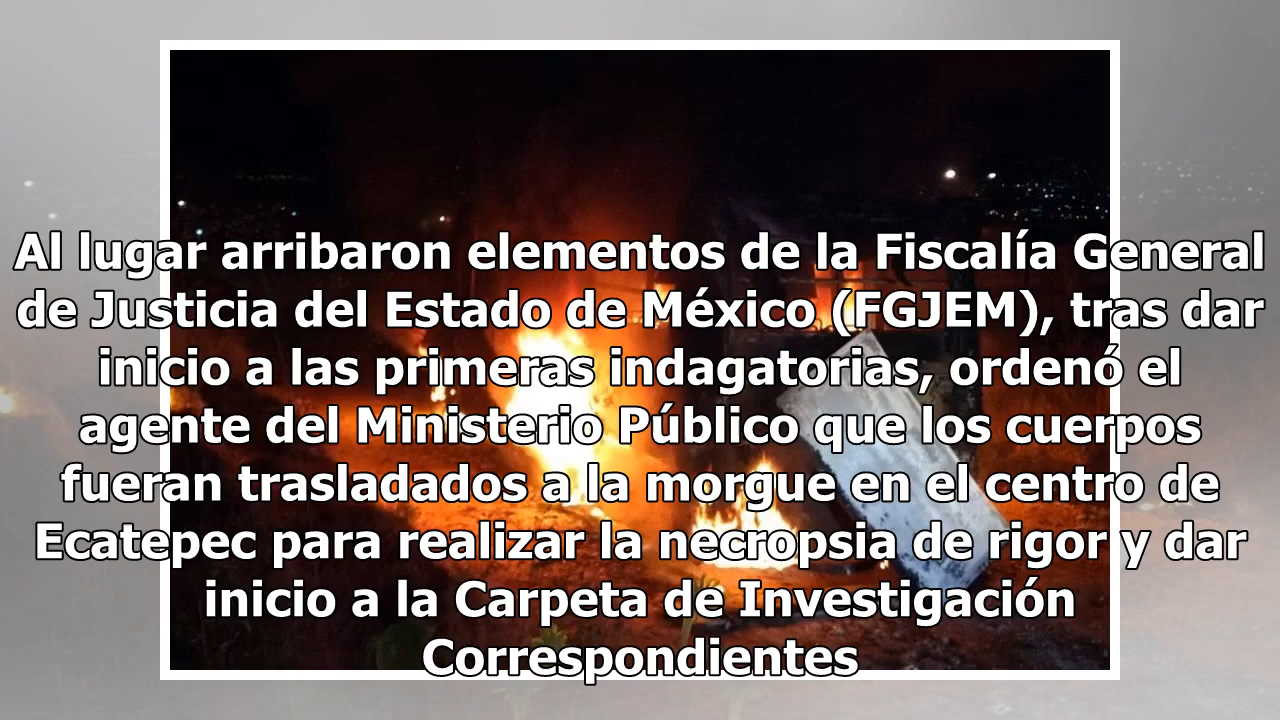 Al lugar arribaron elementos de la Fiscalía General
de Justicia del Estado de México (FGJEM), tras dar
inicio a las primeras indagatorias, ordenó el
agente del Ministerio Público que los cuerpos
fueran trasladados a la morgue en el centro de
Ecatepec para realizar la necropsia de rigor y dar
inicio a la Carpeta de Investigación
Correspondientes